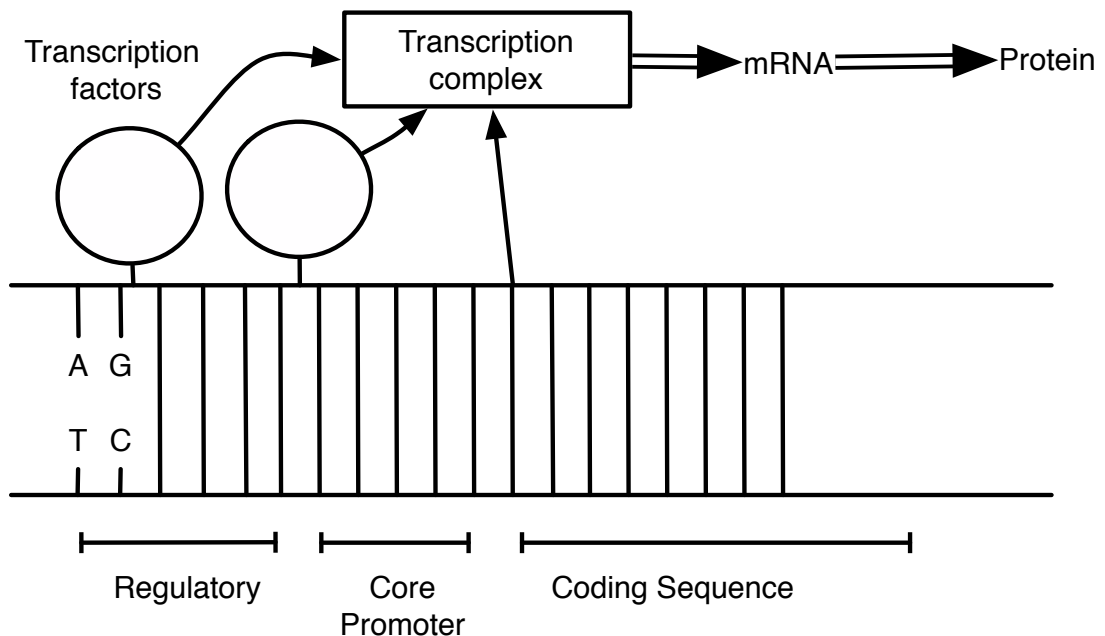 Transcription
factors
Transcription
complex
mRNA
Protein
A G
T C
Regulatory
Core
Promoter
Coding Sequence